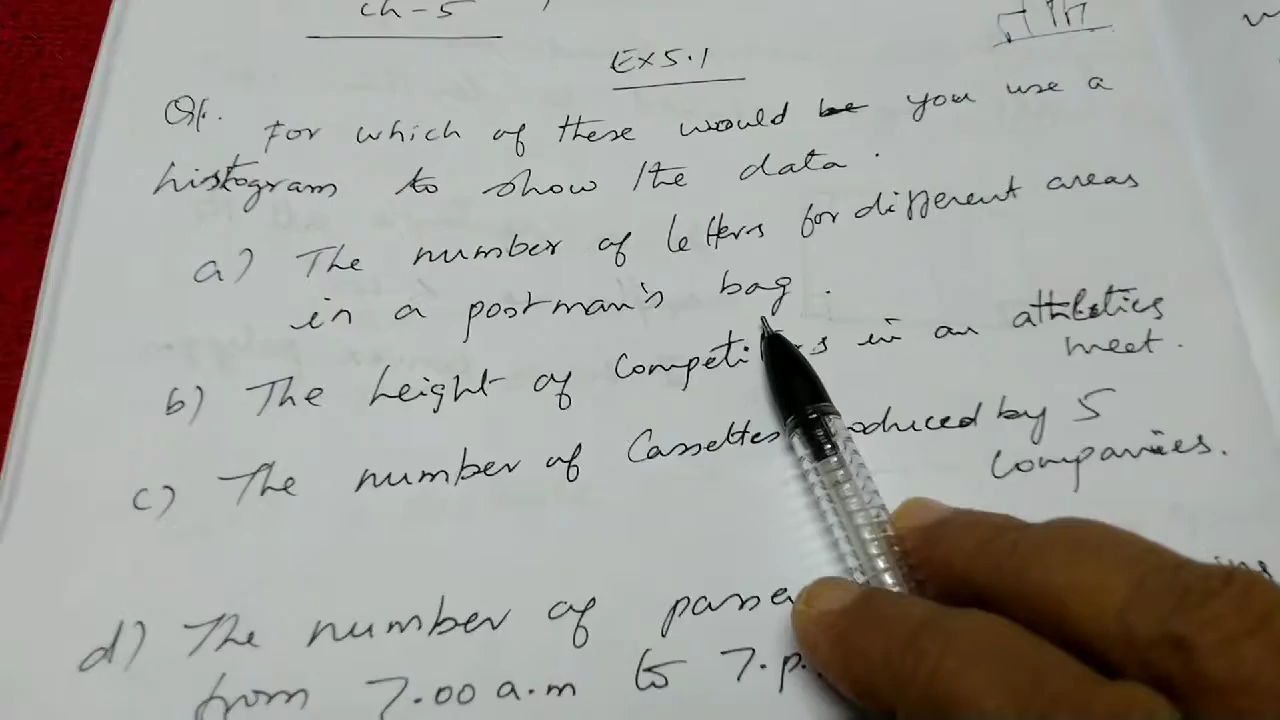 ch-5
Ex 5.1
Q1. For which of these would be you use a
histogram to show the data.
a) The number of letters for different areas
in a postman's bag.
b) The height of in an athletics
meet.
c) The number of Cassettes by 5
companies.
d) The number of
from 7.00 a.m to 7.p.